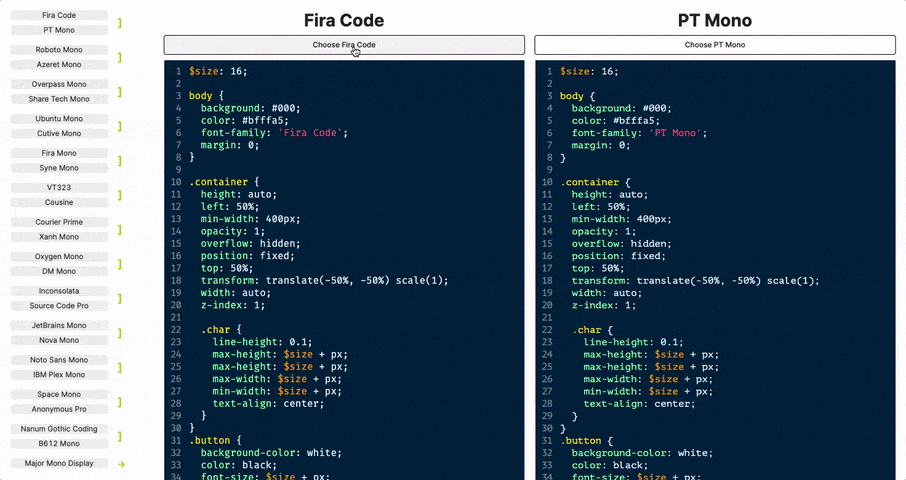 Fira Code
PT Mono
Roboto Mono
Azeret Mono
Overpass Mono
Share Tech Mono
Ubuntu Mono
Cutive Mono
Fira Mono
Syne Mono
VT323
Cousine
Courier Prime
Xanh Mono
Oxygen Mono
DM Mono
Inconsolata
Source Code Pro
JetBrains Mono
Nova Mono
Noto Sans Mono
IBM Plex Mono
Space Mono
Anonymous Pro
Nanum Gothic Coding
B612 Mono
Major Mono Display
Fira Code
Choose Fira Code
1 $size: 16;
2
3 body {
4 background: #000;
5 color: #bfffa5;
6 font-family: 'Fira Code';
7 margin: 0;
8 }
9
10 .container {
11 height: auto;
12 left: 50%;
13 min-width: 400px;
14 opacity: 1;
15 overflow: hidden;
16 position: fixed;
17 top: 50%;
18 transform: translate(-50%, -50%) scale(1);
19 width: auto;
20 z-index: 1;
21
22 .char {
23 line-height: 0.1;
24 max-height: $size + px;
25 max-height: $size + px;
26 max-width: $size + px;
27 min-width: $size + px;
28 text-align: center;
29 }
30 }
31 .button {
32 background-color: white;
33 color: black;
34 font-size: $size + px;
PT Mono
Choose PT Mono
1 $size: 16;
2
3 body {
4 background: #000;
5 color: #bfffa5;
6 font-family: 'PT Mono';
7 margin: 0;
8 }
9
10 .container {
11 height: auto;
12 left: 50%;
13 min-width: 400px;
14 opacity: 1;
15 overflow: hidden;
16 position: fixed;
17 top: 50%;
18 transform: translate(-50%, -50%) scale(1);
19 width: auto;
20 z-index: 1;
21
22 .char {
23 line-height: 0.1;
24 max-height: $size + px;
25 max-height: $size + px;
26 max-width: $size + px;
27 min-width: $size + px;
28 text-align: center;
29 }
30 }
31 .button {
32 background-color: white;
33 color: black;
34 font-size: $size + px;